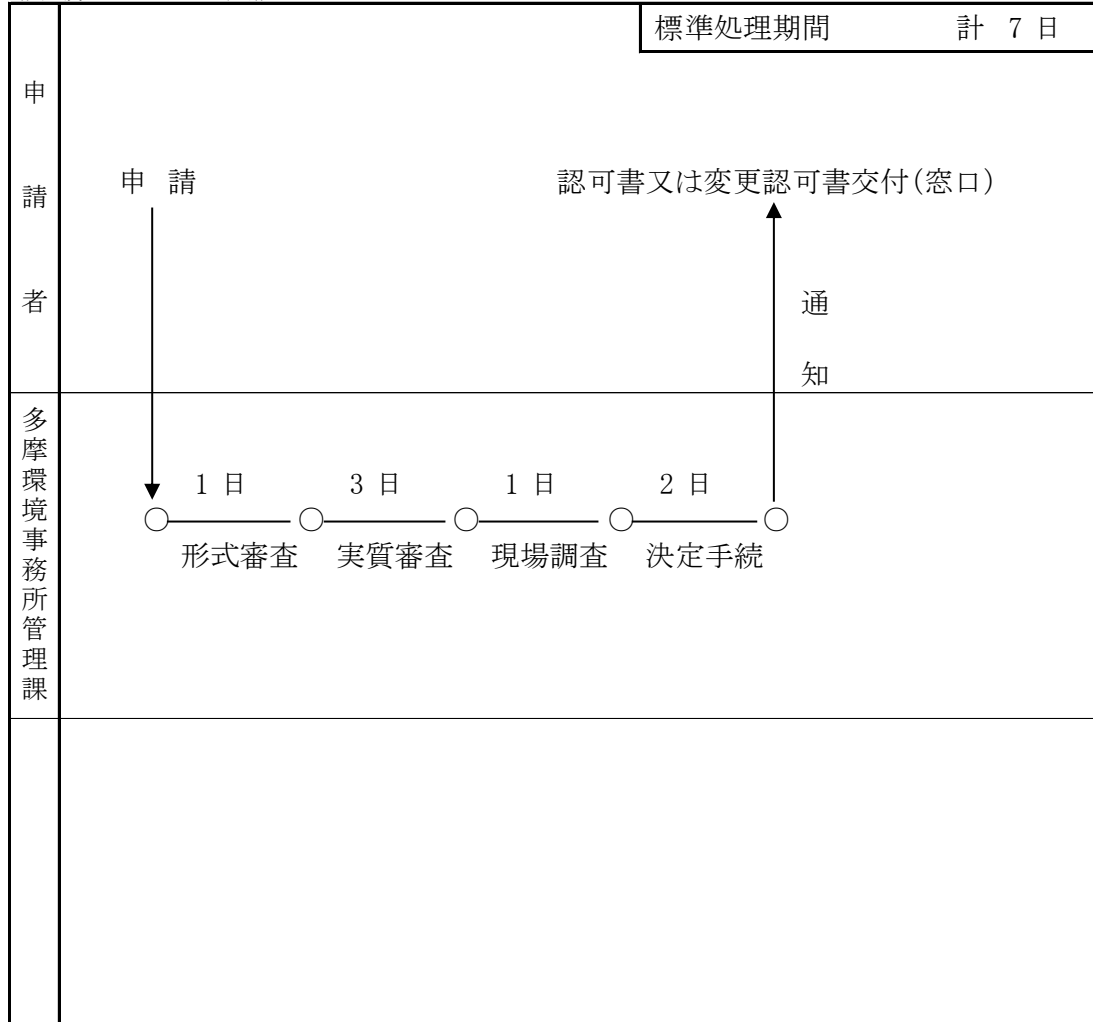 標準処理期間 計 7 日
申請者
申 請
認可書又は変更認可書交付(窓口)
通知
多摩環境事務所管理課
1 日 3 日 1 日 2 日
形式審査 実質審査 現場調査 決定手続